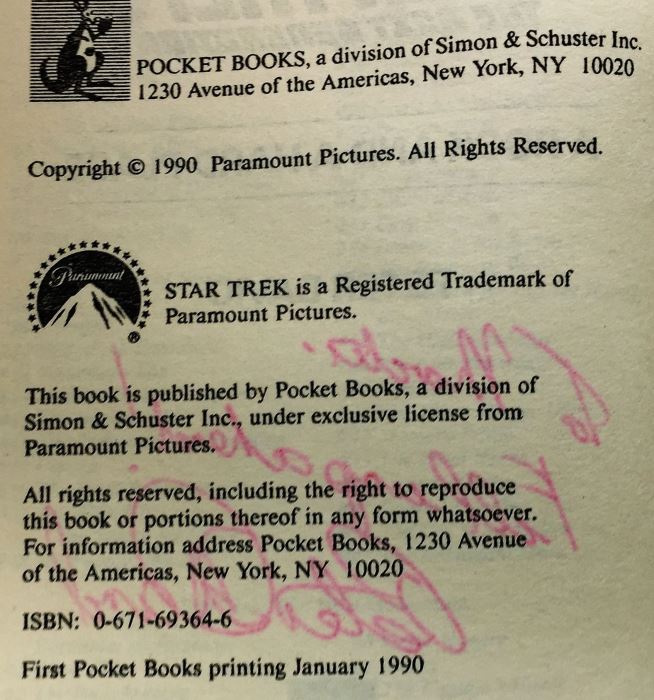 POCKET BOOKS, a division of Simon & Schuster Inc.
1230 Avenue of the Americas, New York, NY 10020
Copyright © 1990 Paramount Pictures. All Rights Reserved.
Paramount
®
STAR TREK is a Registered Trademark of
Paramount Pictures.
This book is published by Pocket Books, a division of
Simon & Schuster Inc., under exclusive license from
Paramount Pictures.
All rights reserved, including the right to reproduce
this book or portions thereof in any form whatsoever.
For information address Pocket Books, 1230 Avenue
of the Americas, New York, NY 10020
ISBN: 0-671-69364-6
First Pocket Books printing January 1990